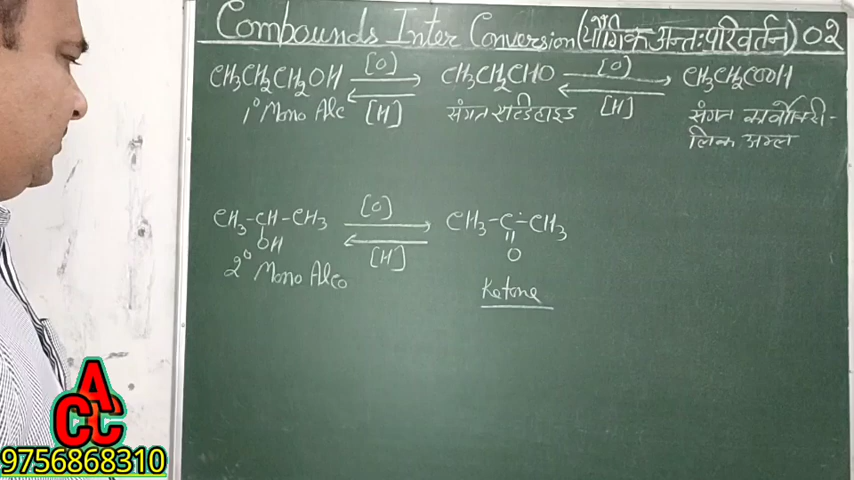 Compounds Inter Conversion (यौगिक अन्तःपरिवर्तन) 02
CH3CH2CH2OH [O] [H] CH3CH2CHO [O] [H] CH3CH2COOH
1° Mono Alc संगत एल्डिहाइड संगत कार्बोक्सी-
लिक अम्ल
CH3-CH-CH3 [O] [H] CH3-C-CH3
OH O
2° Mono Alco
Ketone
ACC
9756868310